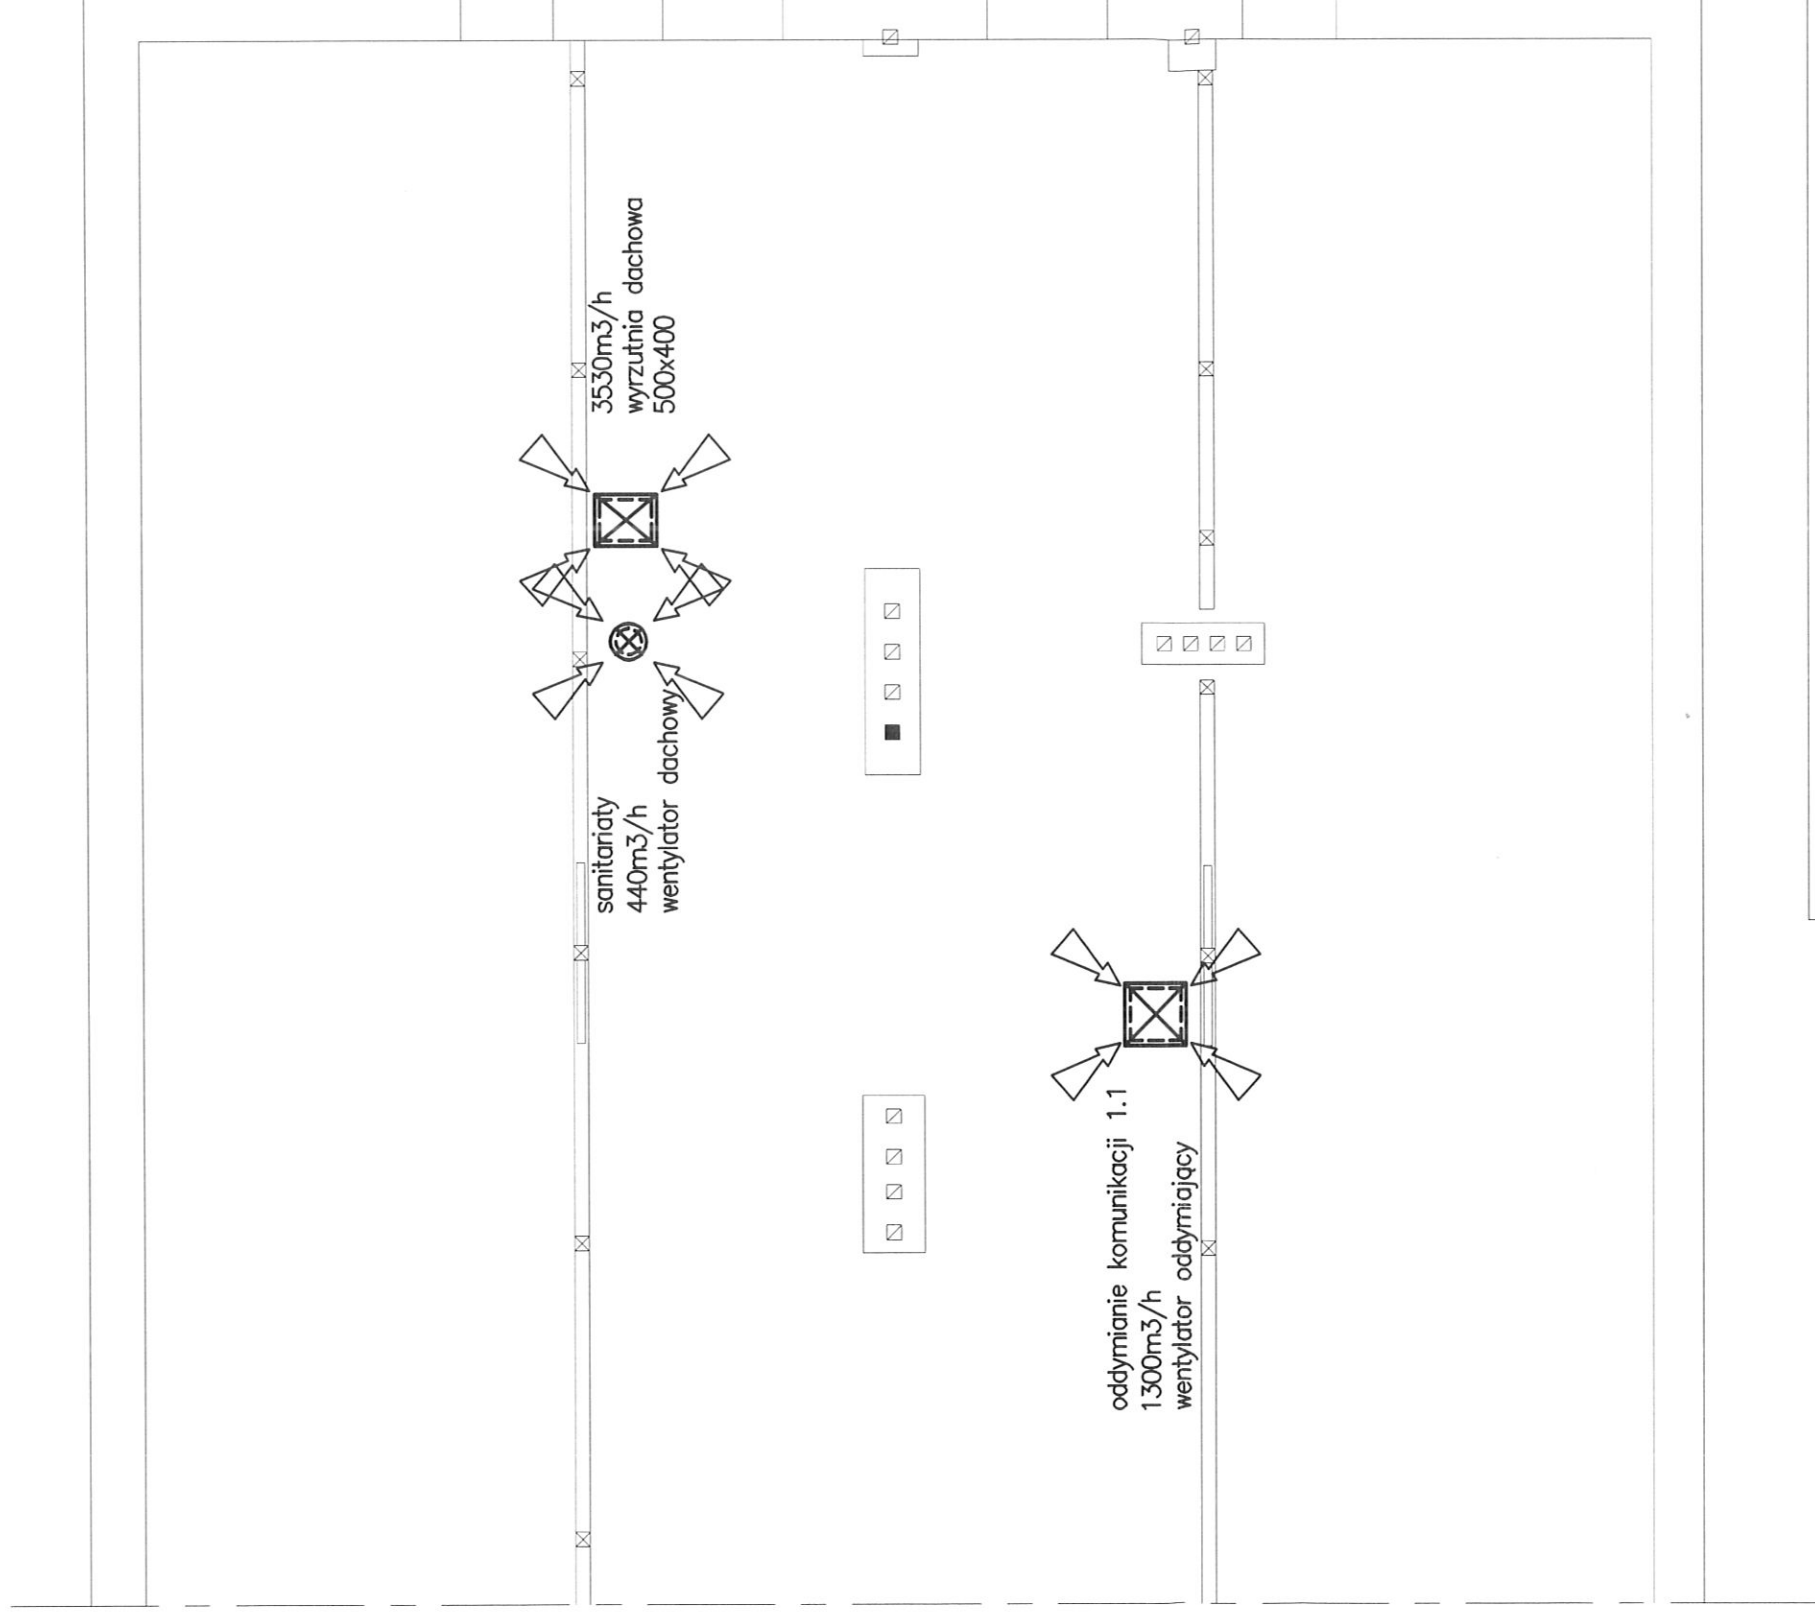 3530m3/h
wyrzutnia dachowa
500x400
sanitariaty
440m3/h
wentylator dachowy
oddymianie komunikacji 1.1
1300m3/h
wentylator oddymiający